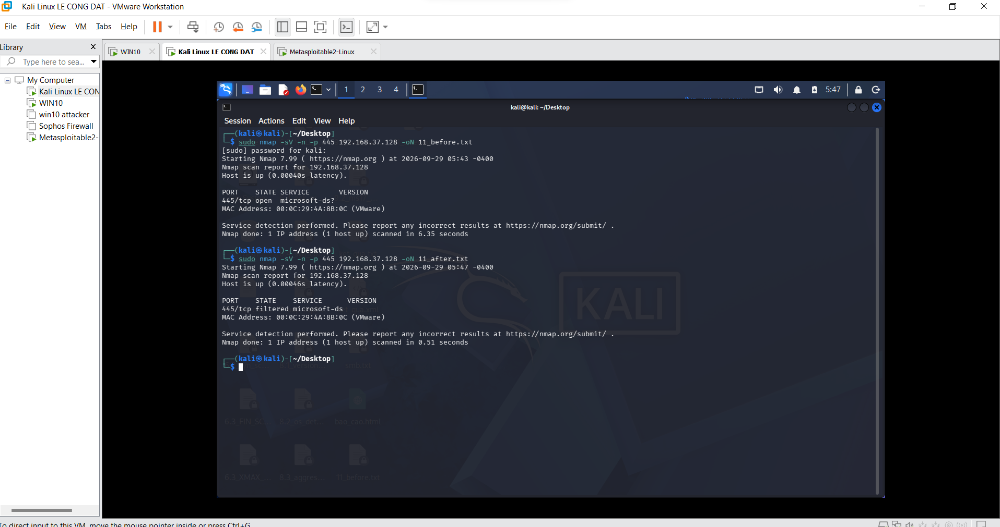 Kali Linux LE CONG DAT - VMware Workstation
File Edit View VM Tabs Help
Library
Type here to sea...
My Computer
Kali Linux LE CON
WIN10
win10 attacker
Sophos Firewall
Metasploitable2-
WIN10
Kali Linux LE CONG DAT
Metasploitable2-Linux
1 2 3 4
5:47
kali@kali: ~/Desktop
Session Actions Edit View Help
┌──(kali㉿kali)-[~/Desktop]
└─$ sudo nmap -sV -n -p 445 192.168.37.128 -oN 11_before.txt
[sudo] password for kali:
Starting Nmap 7.99 ( https://nmap.org ) at 2026-09-29 05:43 -0400
Nmap scan report for 192.168.37.128
Host is up (0.00040s latency).
PORT    STATE SERVICE       VERSION
445/tcp open  microsoft-ds?
MAC Address: 00:0C:29:4A:8B:0C (VMware)
Service detection performed. Please report any incorrect results at https://nmap.org/submit/ .
Nmap done: 1 IP address (1 host up) scanned in 6.35 seconds
┌──(kali㉿kali)-[~/Desktop]
└─$ sudo nmap -sV -n -p 445 192.168.37.128 -oN 11_after.txt
Starting Nmap 7.99 ( https://nmap.org ) at 2026-09-29 05:47 -0400
Nmap scan report for 192.168.37.128
Host is up (0.00046s latency).
PORT    STATE    SERVICE      VERSION
445/tcp filtered microsoft-ds
MAC Address: 00:0C:29:4A:8B:0C (VMware)
Service detection performed. Please report any incorrect results at https://nmap.org/submit/ .
Nmap done: 1 IP address (1 host up) scanned in 0.51 seconds
┌──(kali㉿kali)-[~/Desktop]
└─$
KALI
smb.txt
6.3_FIN_SC... 8.2_os_det... bao_cao.html
6.3_XMAX_... 8.3_aggres... 11_before.txt
To direct input to this VM, move the mouse pointer inside or press Ctrl+G.